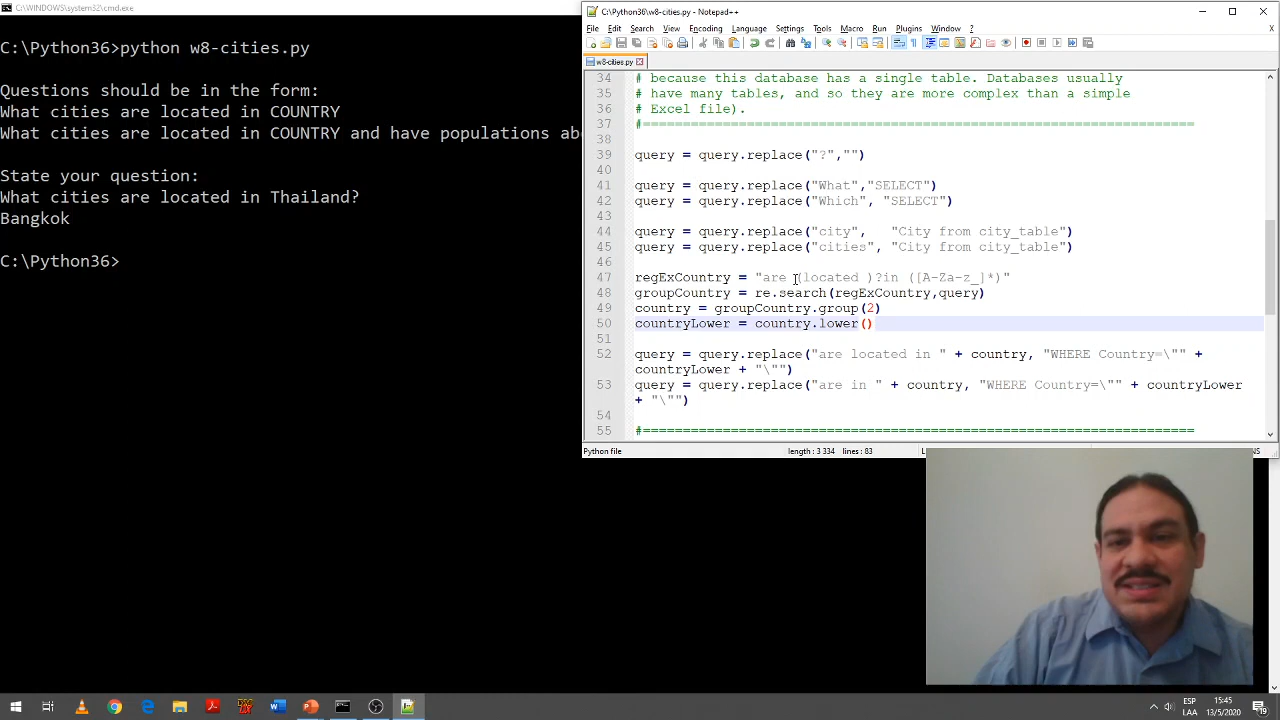 C:\WINDOWS\system32\cmd.exe
C:\Python36>python w8-cities.py
Questions should be in the form:
What cities are located in COUNTRY
What cities are located in COUNTRY and have populations ab
State your question:
What cities are located in Thailand?
Bangkok
C:\Python36>
C:\Python36\w8-cities.py - Notepad++
File Edit Search View Encoding Language Settings Tools Macro Run Plugins Window ?
w8-cities.py
34 # because this database has a single table. Databases usually
35 # have many tables, and so they are more complex than a simple
36 # Excel file).
37 #=====================================================================
38
39 query = query.replace("?","")
40
41 query = query.replace("What","SELECT")
42 query = query.replace("Which", "SELECT")
43
44 query = query.replace("city",   "City from city_table")
45 query = query.replace("cities", "City from city_table")
46
47 regExCountry = "are (located )?in ([A-Za-z_]*)"
48 groupCountry = re.search(regExCountry,query)
49 country = groupCountry.group(2)
50 countryLower = country.lower()
51
52 query = query.replace("are located in " + country, "WHERE Country=\"" +
countryLower + "\"")
53 query = query.replace("are in " + country, "WHERE Country=\"" + countryLower
+ "\"")
54
55 #=====================================================================
Python file length: 3 334 lines: 83 L NS
ESP 15:45
LAA 13/5/2020